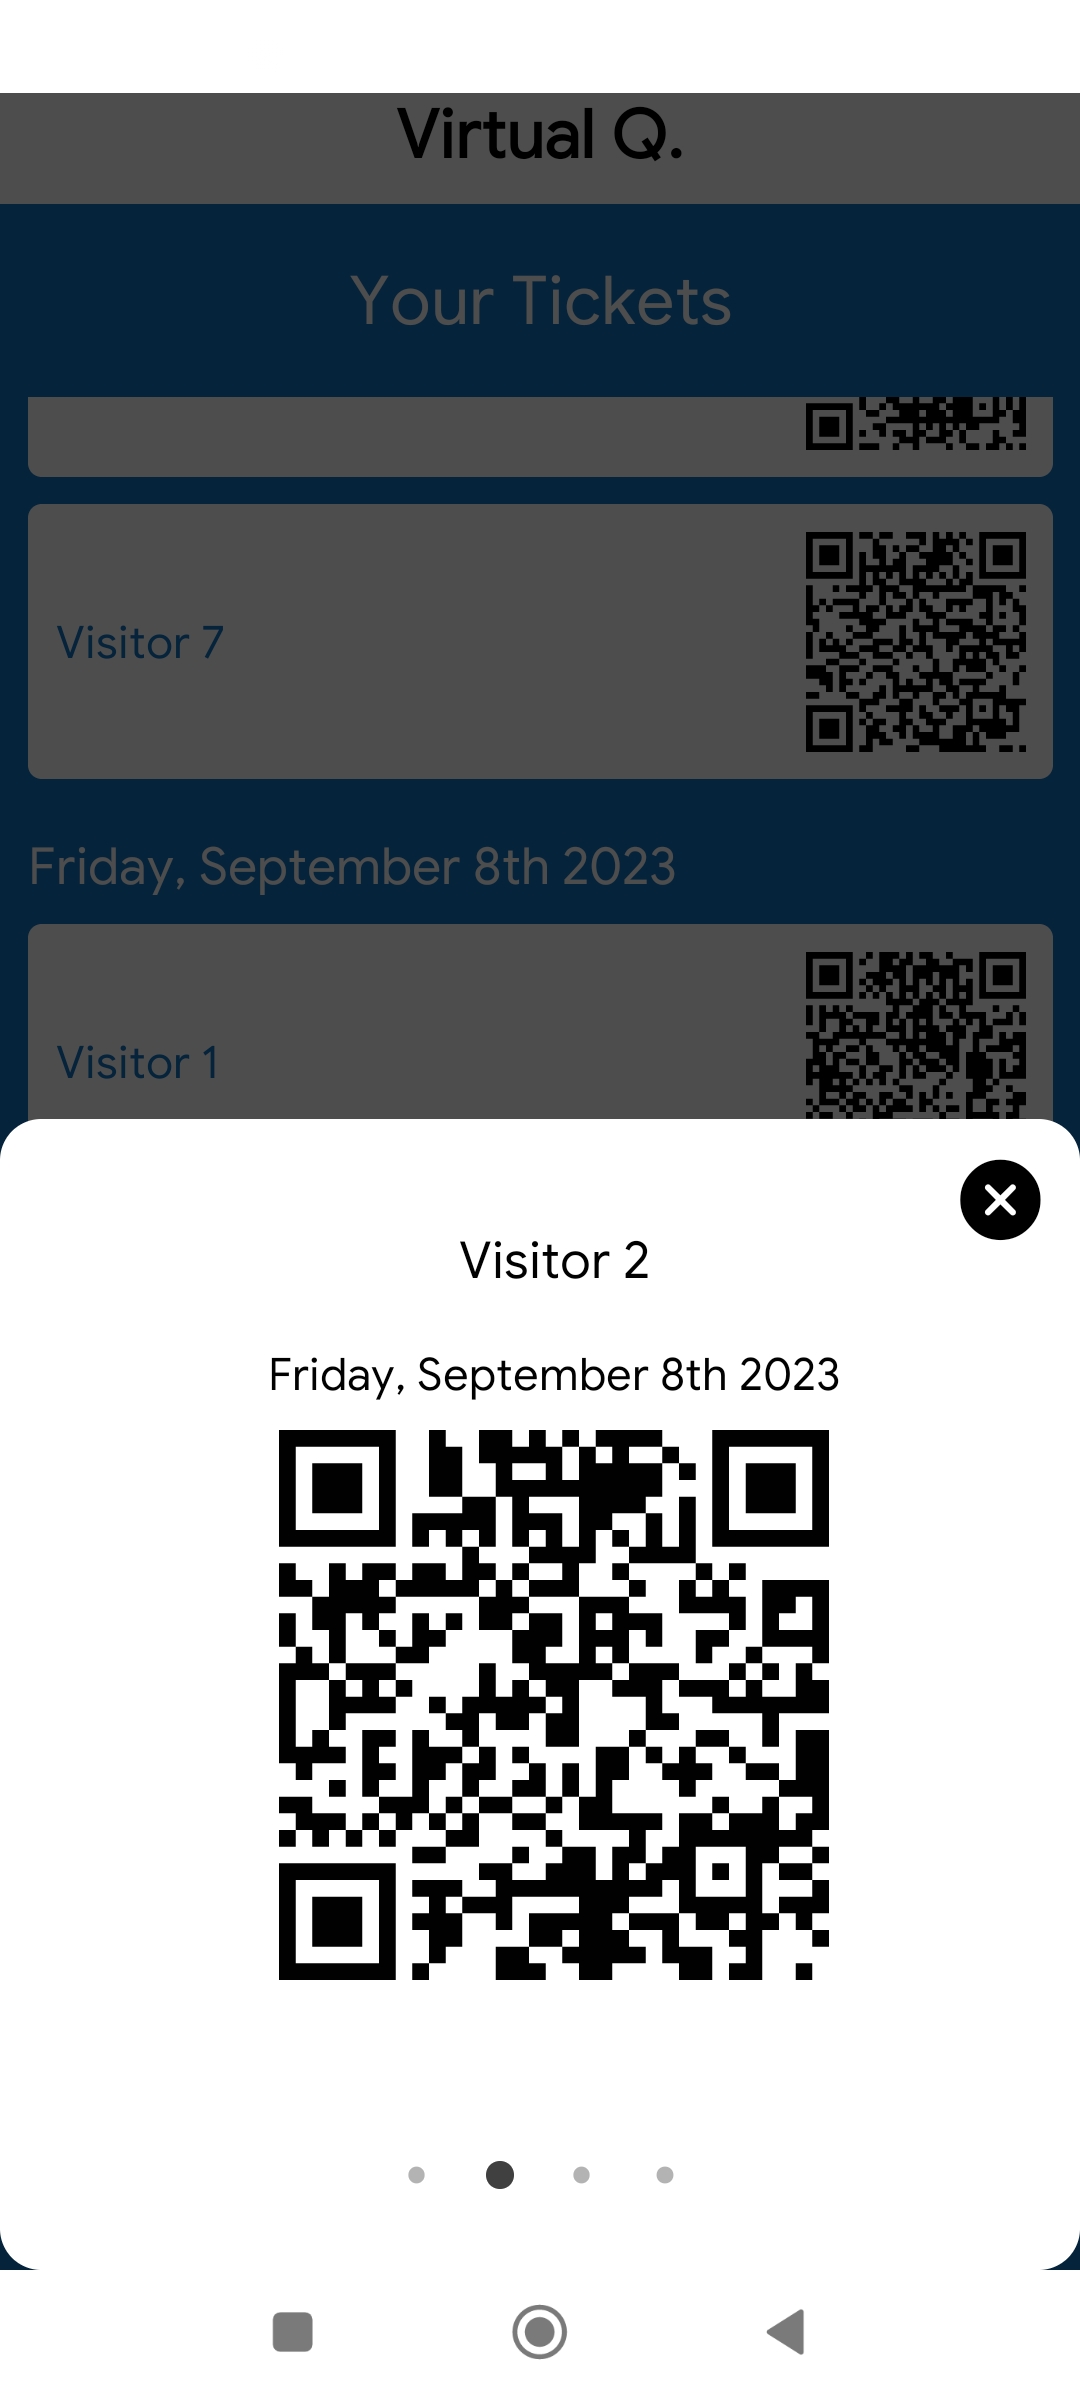 Virtual Q.
Your Tickets
Visitor 7
Friday, September 8th 2023
Visitor 1
Visitor 2
Friday, September 8th 2023